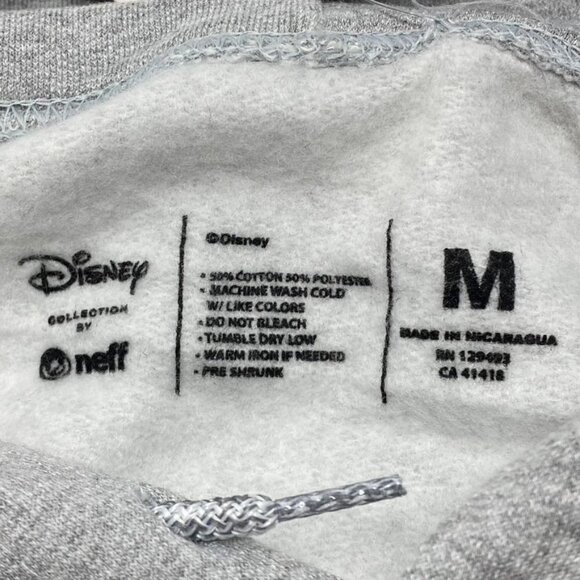 Disney
COLLECTION
BY
neff
©Disney
• 50% COTTON 50% POLYESTER
• MACHINE WASH COLD
W/ LIKE COLORS
• DO NOT BLEACH
• TUMBLE DRY LOW
• WARM IRON IF NEEDED
• PRE SHRUNK
M
MADE IN NICARAGUA
RN 129493
CA 41418